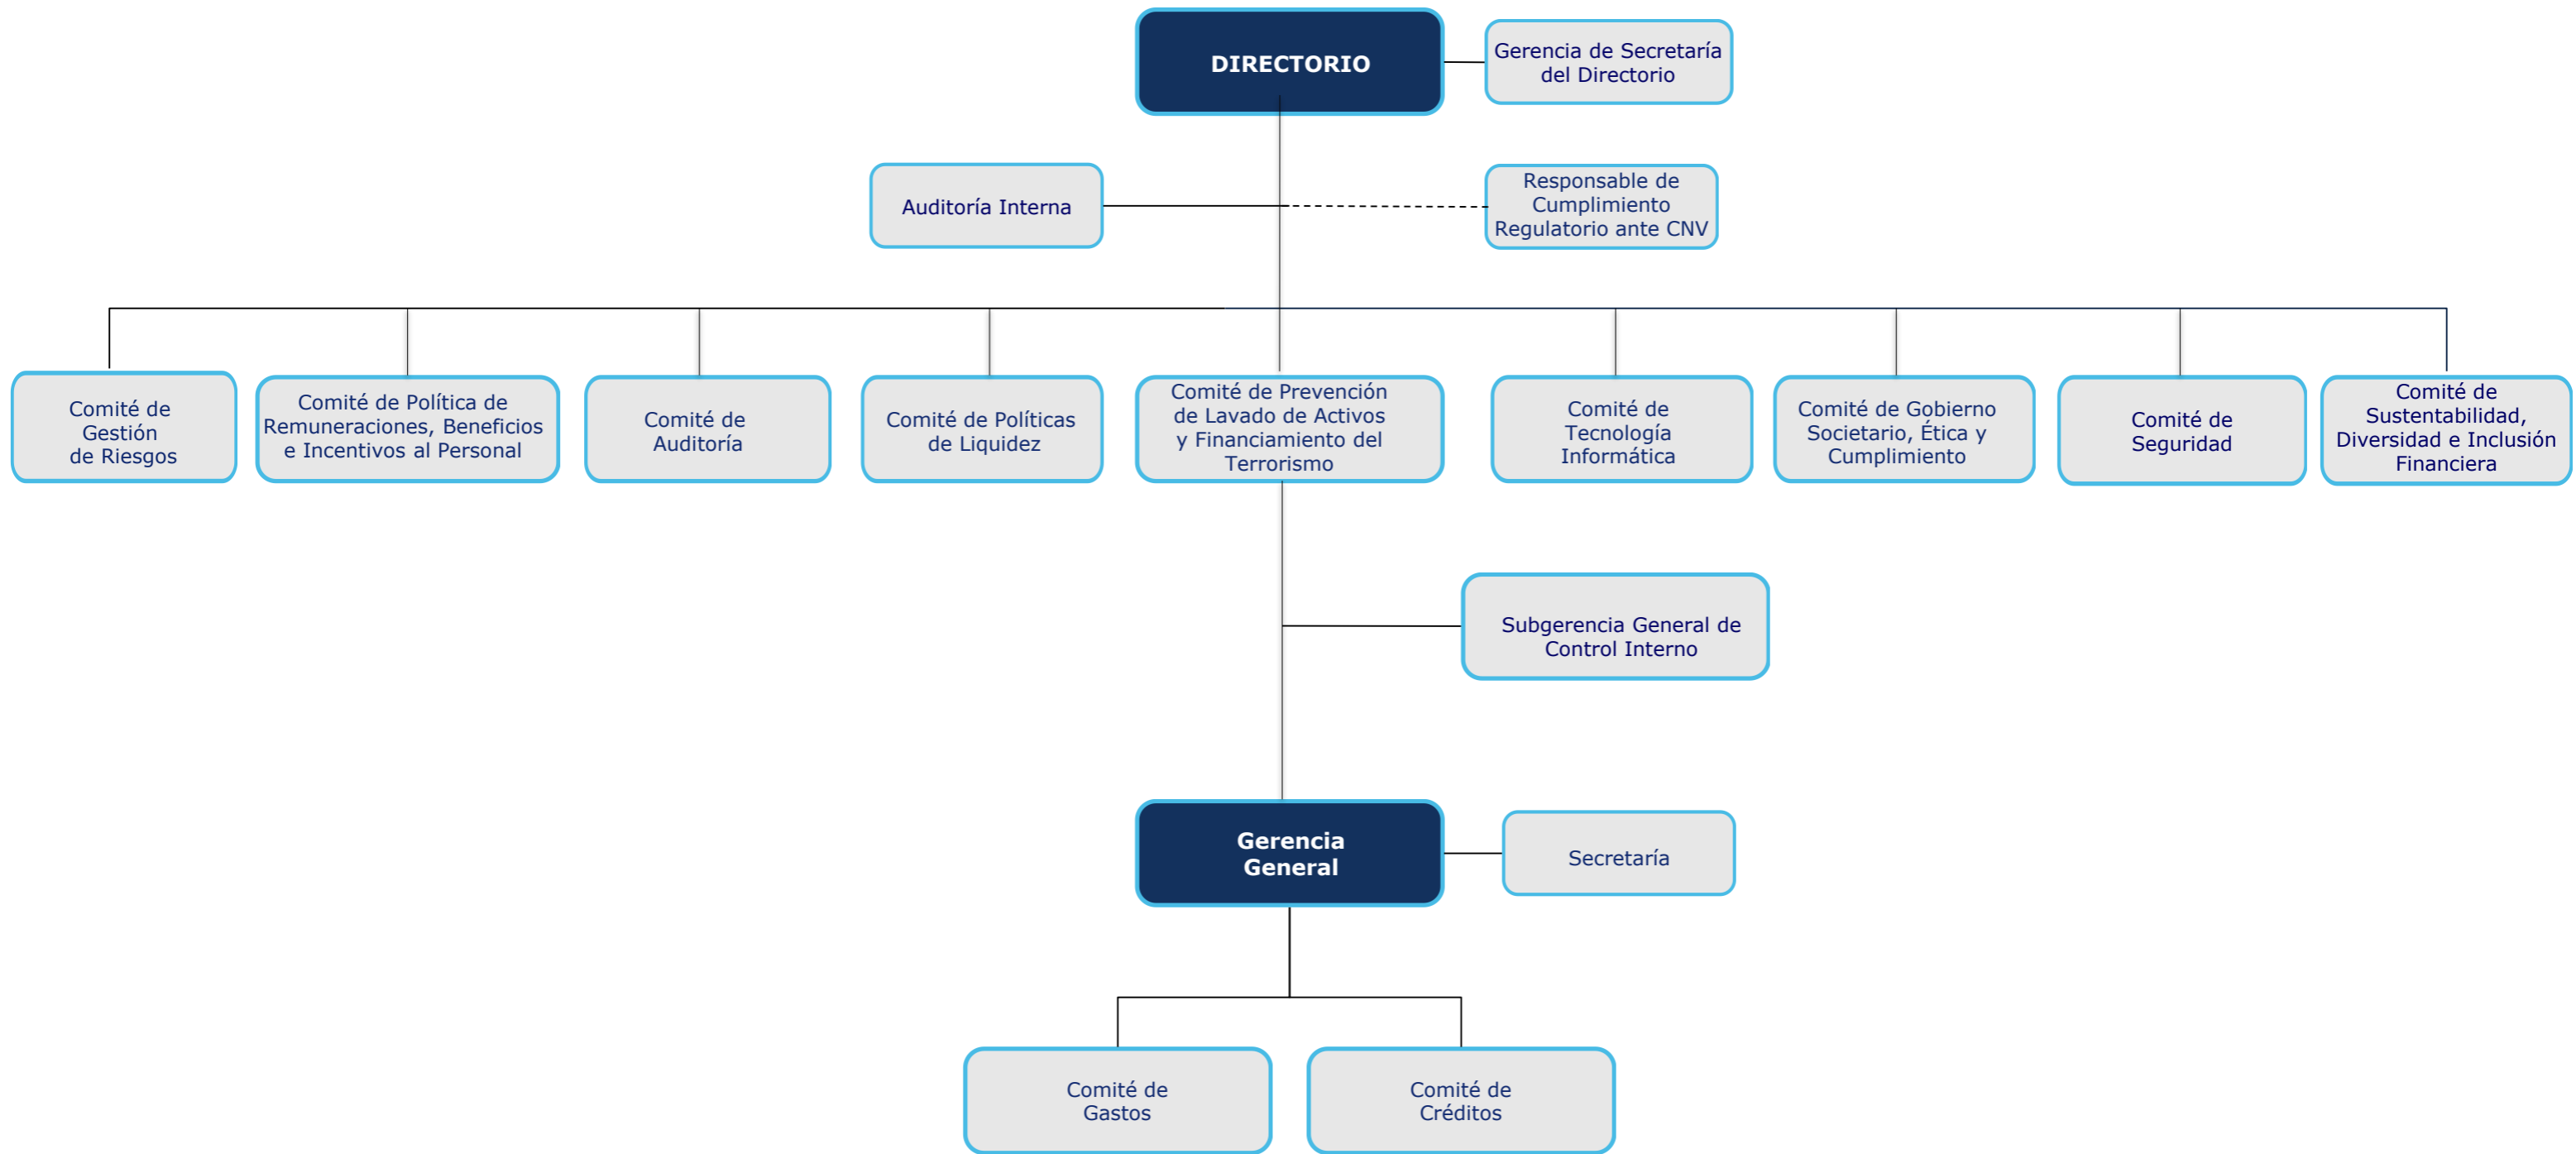 DIRECTORIO
Gerencia de Secretaría
del Directorio
Auditoría Interna
Responsable de
Cumplimiento
Regulatorio ante CNV
Comité de
Gestión
de Riesgos
Comité de Política de
Remuneraciones, Beneficios
e Incentivos al Personal
Comité de
Auditoría
Comité de Políticas
de Liquidez
Comité de Prevención
de Lavado de Activos
y Financiamiento del
Terrorismo
Comité de
Tecnología
Informática
Comité de Gobierno
Societario, Ética y
Cumplimiento
Comité de
Seguridad
Comité de
Sustentabilidad,
Diversidad e Inclusión
Financiera
Subgerencia General de
Control Interno
Gerencia
General
Secretaría
Comité de
Gastos
Comité de
Créditos